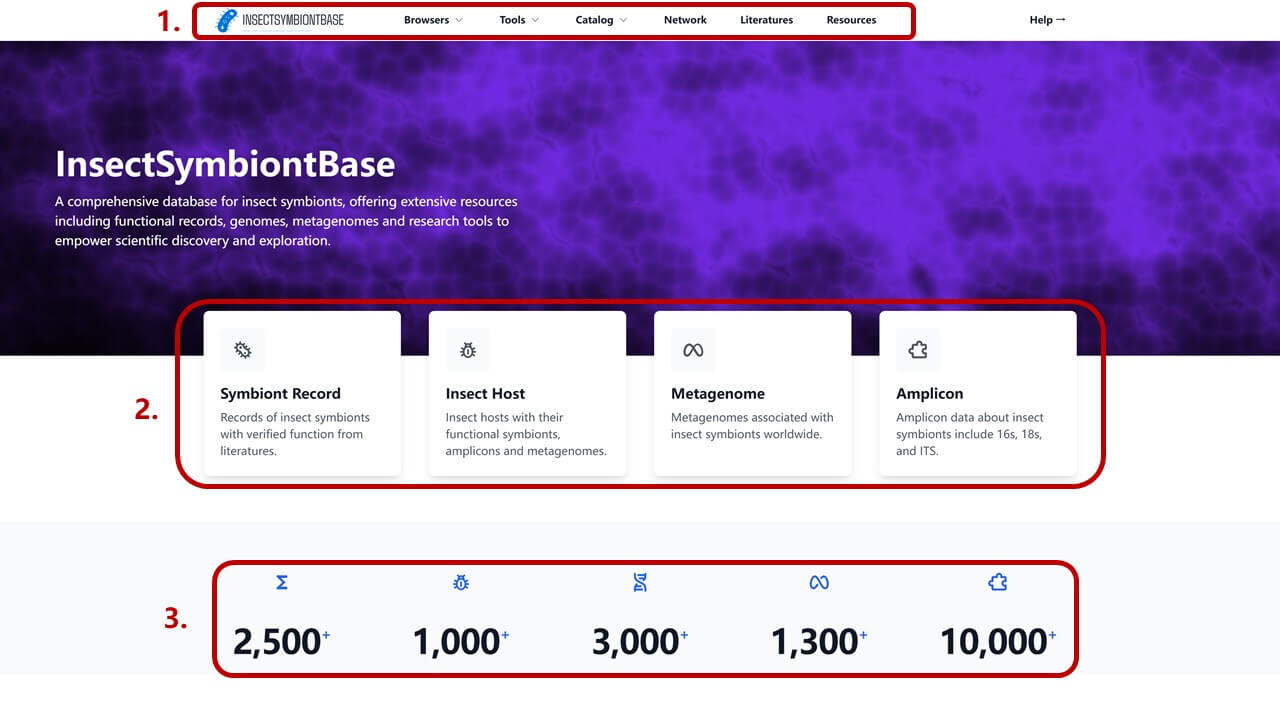 1.
INSECTSYMBIONTBASE
Browsers
Tools
Catalog
Network
Literatures
Resources
Help →
InsectSymbiontBase
A comprehensive database for insect symbionts, offering extensive resources
including functional records, genomes, metagenomes and research tools to
empower scientific discovery and exploration.
2.
Symbiont Record
Records of insect symbionts
with verified function from
literatures.
Insect Host
Insect hosts with their
functional symbionts,
amplicons and metagenomes.
Metagenome
Metagenomes associated with
insect symbionts worldwide.
Amplicon
Amplicon data about insect
symbionts include 16s, 18s,
and ITS.
3.
2,500+
1,000+
3,000+
1,300+
10,000+